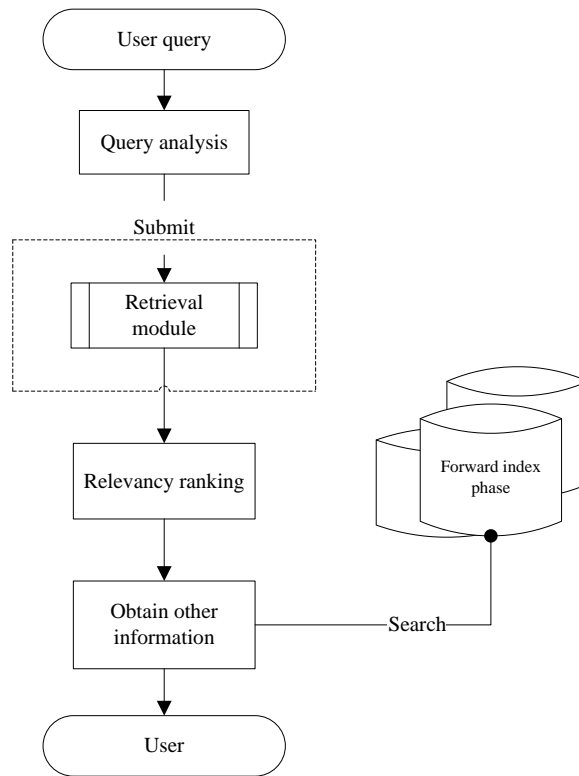 User query
Query analysis
Submit
Retrieval
module
Relevancy ranking
Forward index
phase
Obtain other
information
Search
User